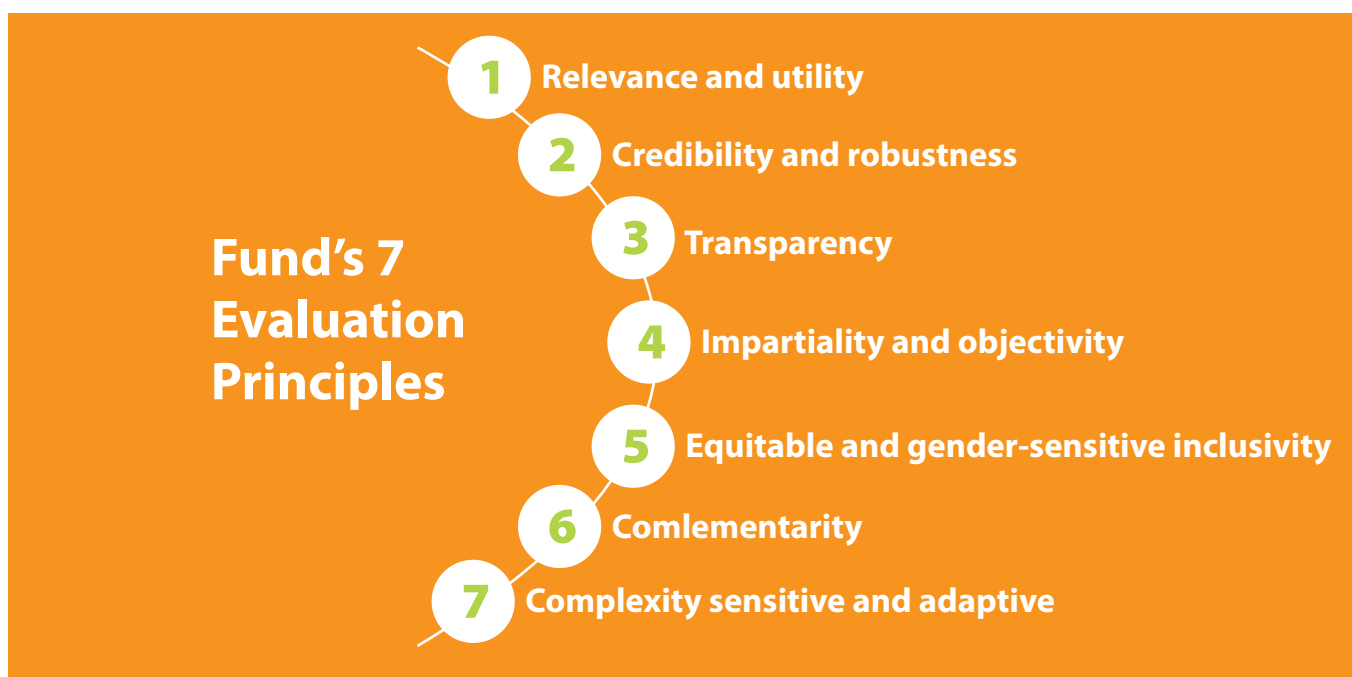 Fund’s 7
Evaluation
Principles
1 Relevance and utility
2 Credibility and robustness
3 Transparency
4 Impartiality and objectivity
5 Equitable and gender-sensitive inclusivity
6 Comlementarity
7 Complexity sensitive and adaptive